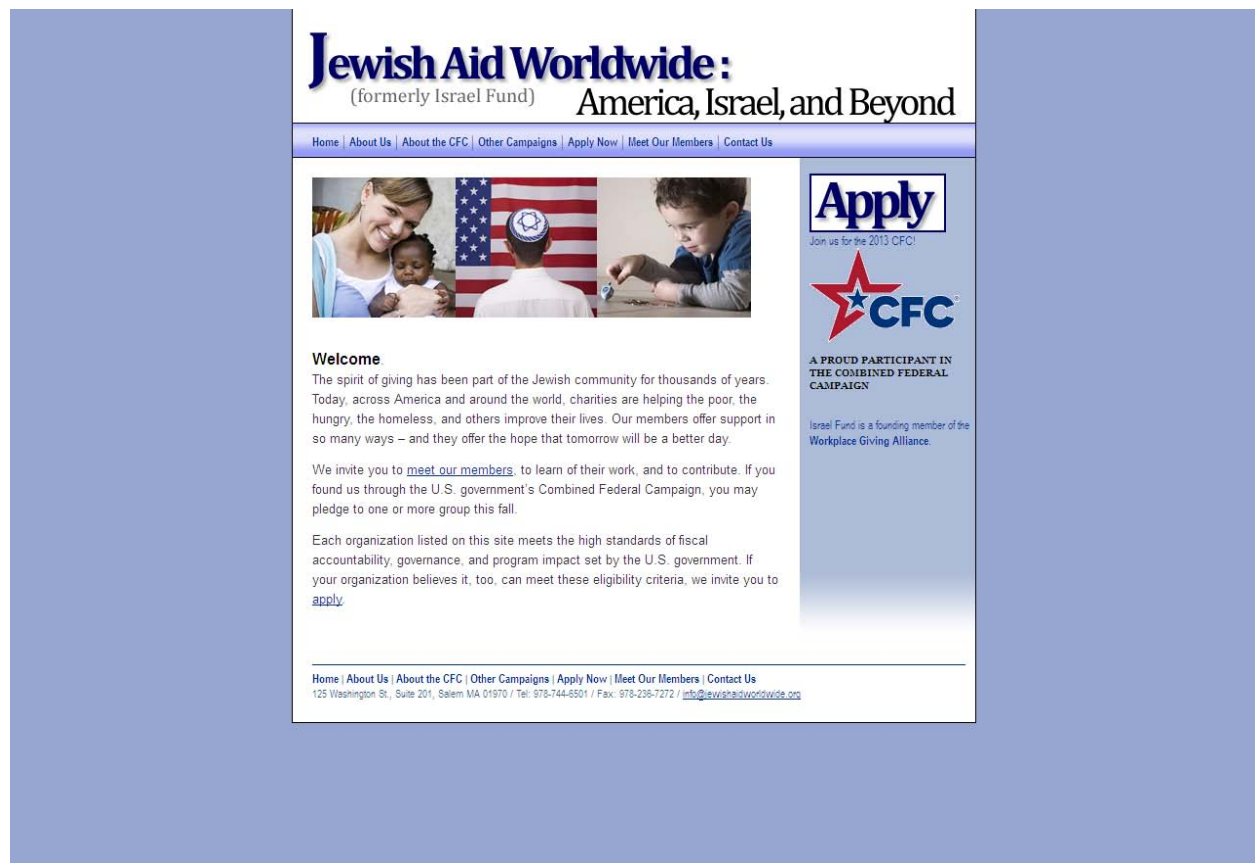 Jewish Aid Worldwide:
(formerly Israel Fund) America, Israel, and Beyond
Home | About Us | About the CFC | Other Campaigns | Apply Now | Meet Our Members | Contact Us
Apply
Join us for the 2013 CFC!
CFC
A PROUD PARTICIPANT IN
THE COMBINED FEDERAL
CAMPAIGN
Israel Fund is a founding member of the
Workplace Giving Alliance.
Welcome.
The spirit of giving has been part of the Jewish community for thousands of years.
Today, across America and around the world, charities are helping the poor, the
hungry, the homeless, and others improve their lives. Our members offer support in
so many ways – and they offer the hope that tomorrow will be a better day.
We invite you to meet our members, to learn of their work, and to contribute. If you
found us through the U.S. government's Combined Federal Campaign, you may
pledge to one or more group this fall.
Each organization listed on this site meets the high standards of fiscal
accountability, governance, and program impact set by the U.S. government. If
your organization believes it, too, can meet these eligibility criteria, we invite you to
apply.
Home | About Us | About the CFC | Other Campaigns | Apply Now | Meet Our Members | Contact Us
125 Washington St., Suite 201, Salem MA 01970 / Tel: 978-744-6501 / Fax: 978-236-7272 / info@jewishaidworldwide.org